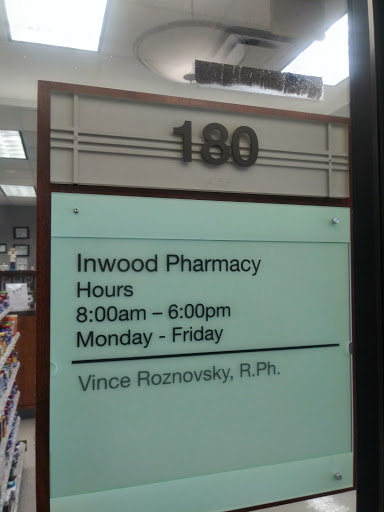 180
Inwood Pharmacy
Hours
8:00am – 6:00pm
Monday - Friday
Vince Roznovsky, R.Ph.